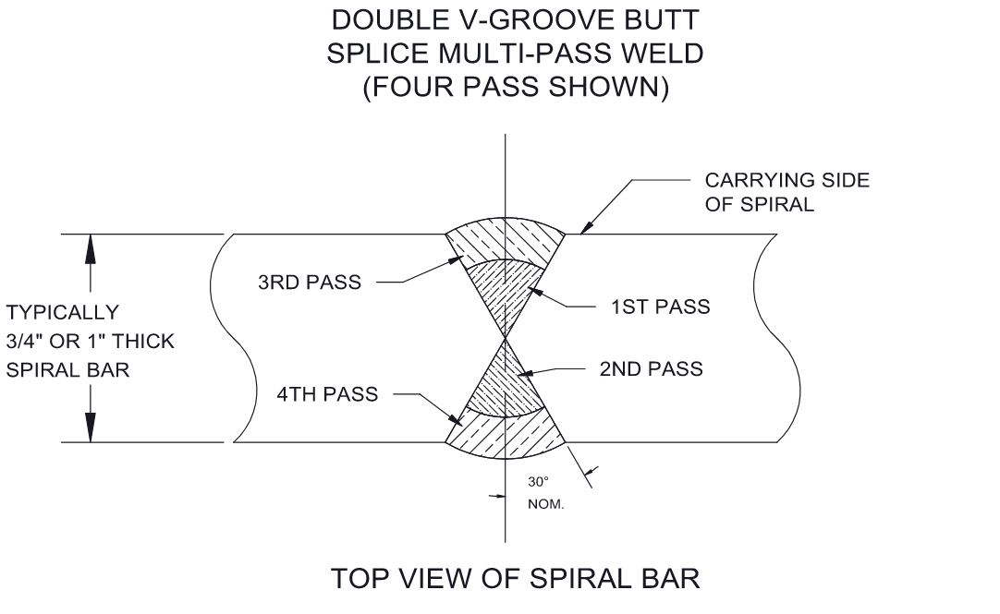 DOUBLE V-GROOVE BUTT
SPLICE MULTI-PASS WELD
(FOUR PASS SHOWN)
CARRYING SIDE
OF SPIRAL
3RD PASS
1ST PASS
TYPICALLY
3/4" OR 1" THICK
SPIRAL BAR
2ND PASS
4TH PASS
30°
NOM.
TOP VIEW OF SPIRAL BAR